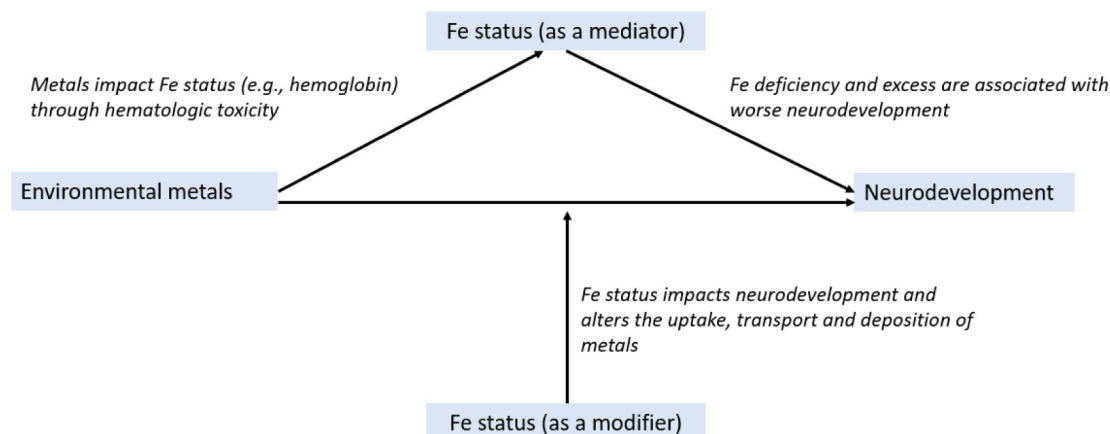 Fe status (as a mediator)
Metals impact Fe status (e.g., hemoglobin)
through hematologic toxicity
Fe deficiency and excess are associated with
worse neurodevelopment
Environmental metals
Neurodevelopment
Fe status impacts neurodevelopment and
alters the uptake, transport and deposition of
metals
Fe status (as a modifier)